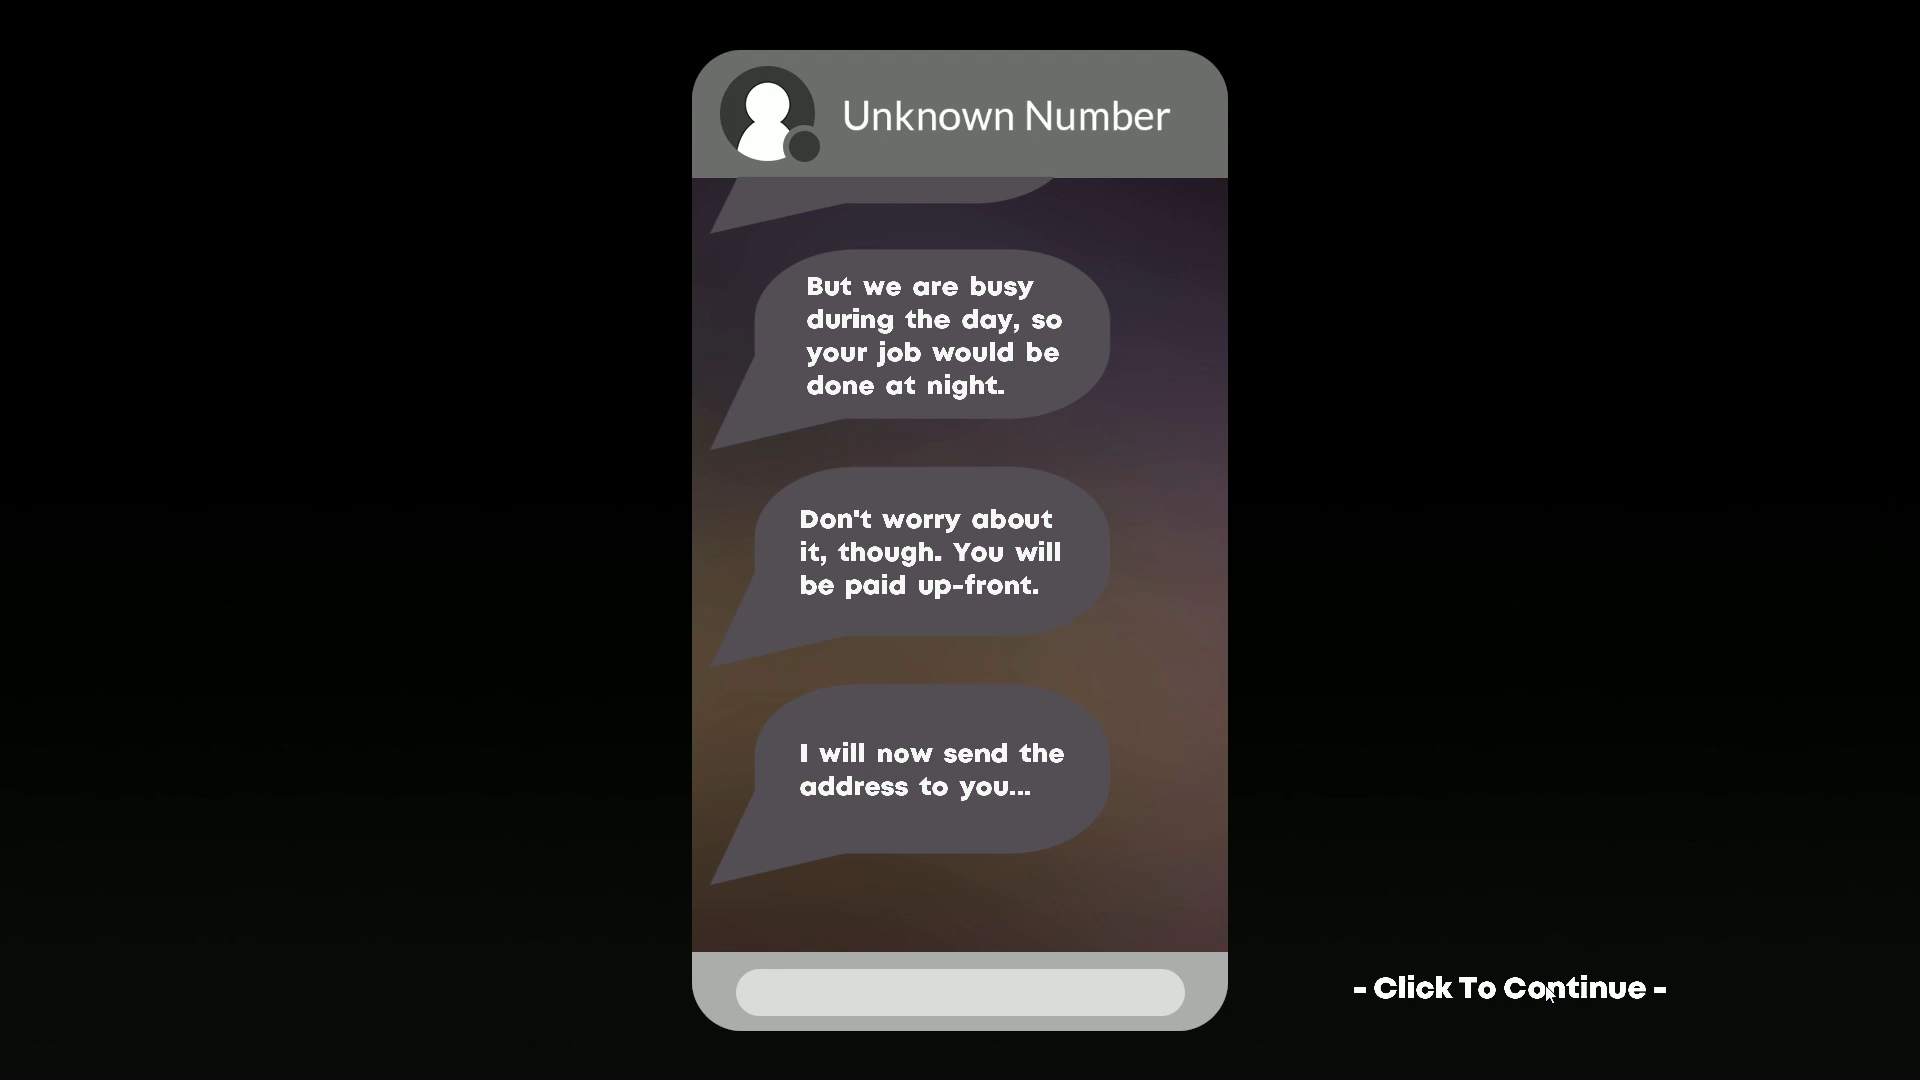 Unknown Number
But we are busy
during the day, so
your job would be
done at night.
Don't worry about
it, though. You will
be paid up-front.
I will now send the
address to you...
- Click To Continue -